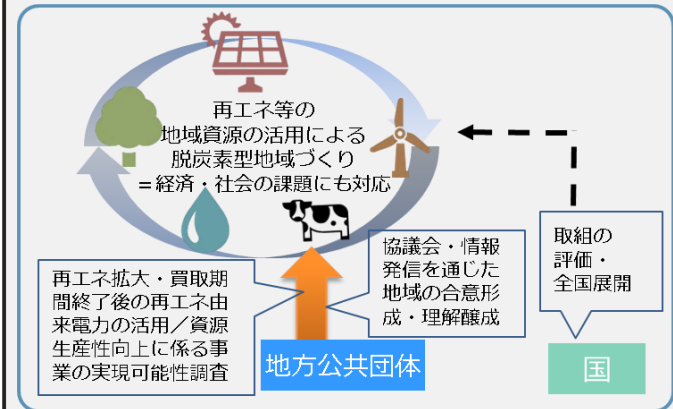 再エネ等の
地域資源の活用による
脱炭素型地域づくり
＝経済・社会の課題にも対応
再エネ拡大・買取期
間終了後の再エネ由
来電力の活用／資源
生産性向上に係る事
業の実現可能性調査
協議会・情報
発信を通じた
地域の合意形
成・理解醸成
取組の
評価・
全国展開
地方公共団体
国